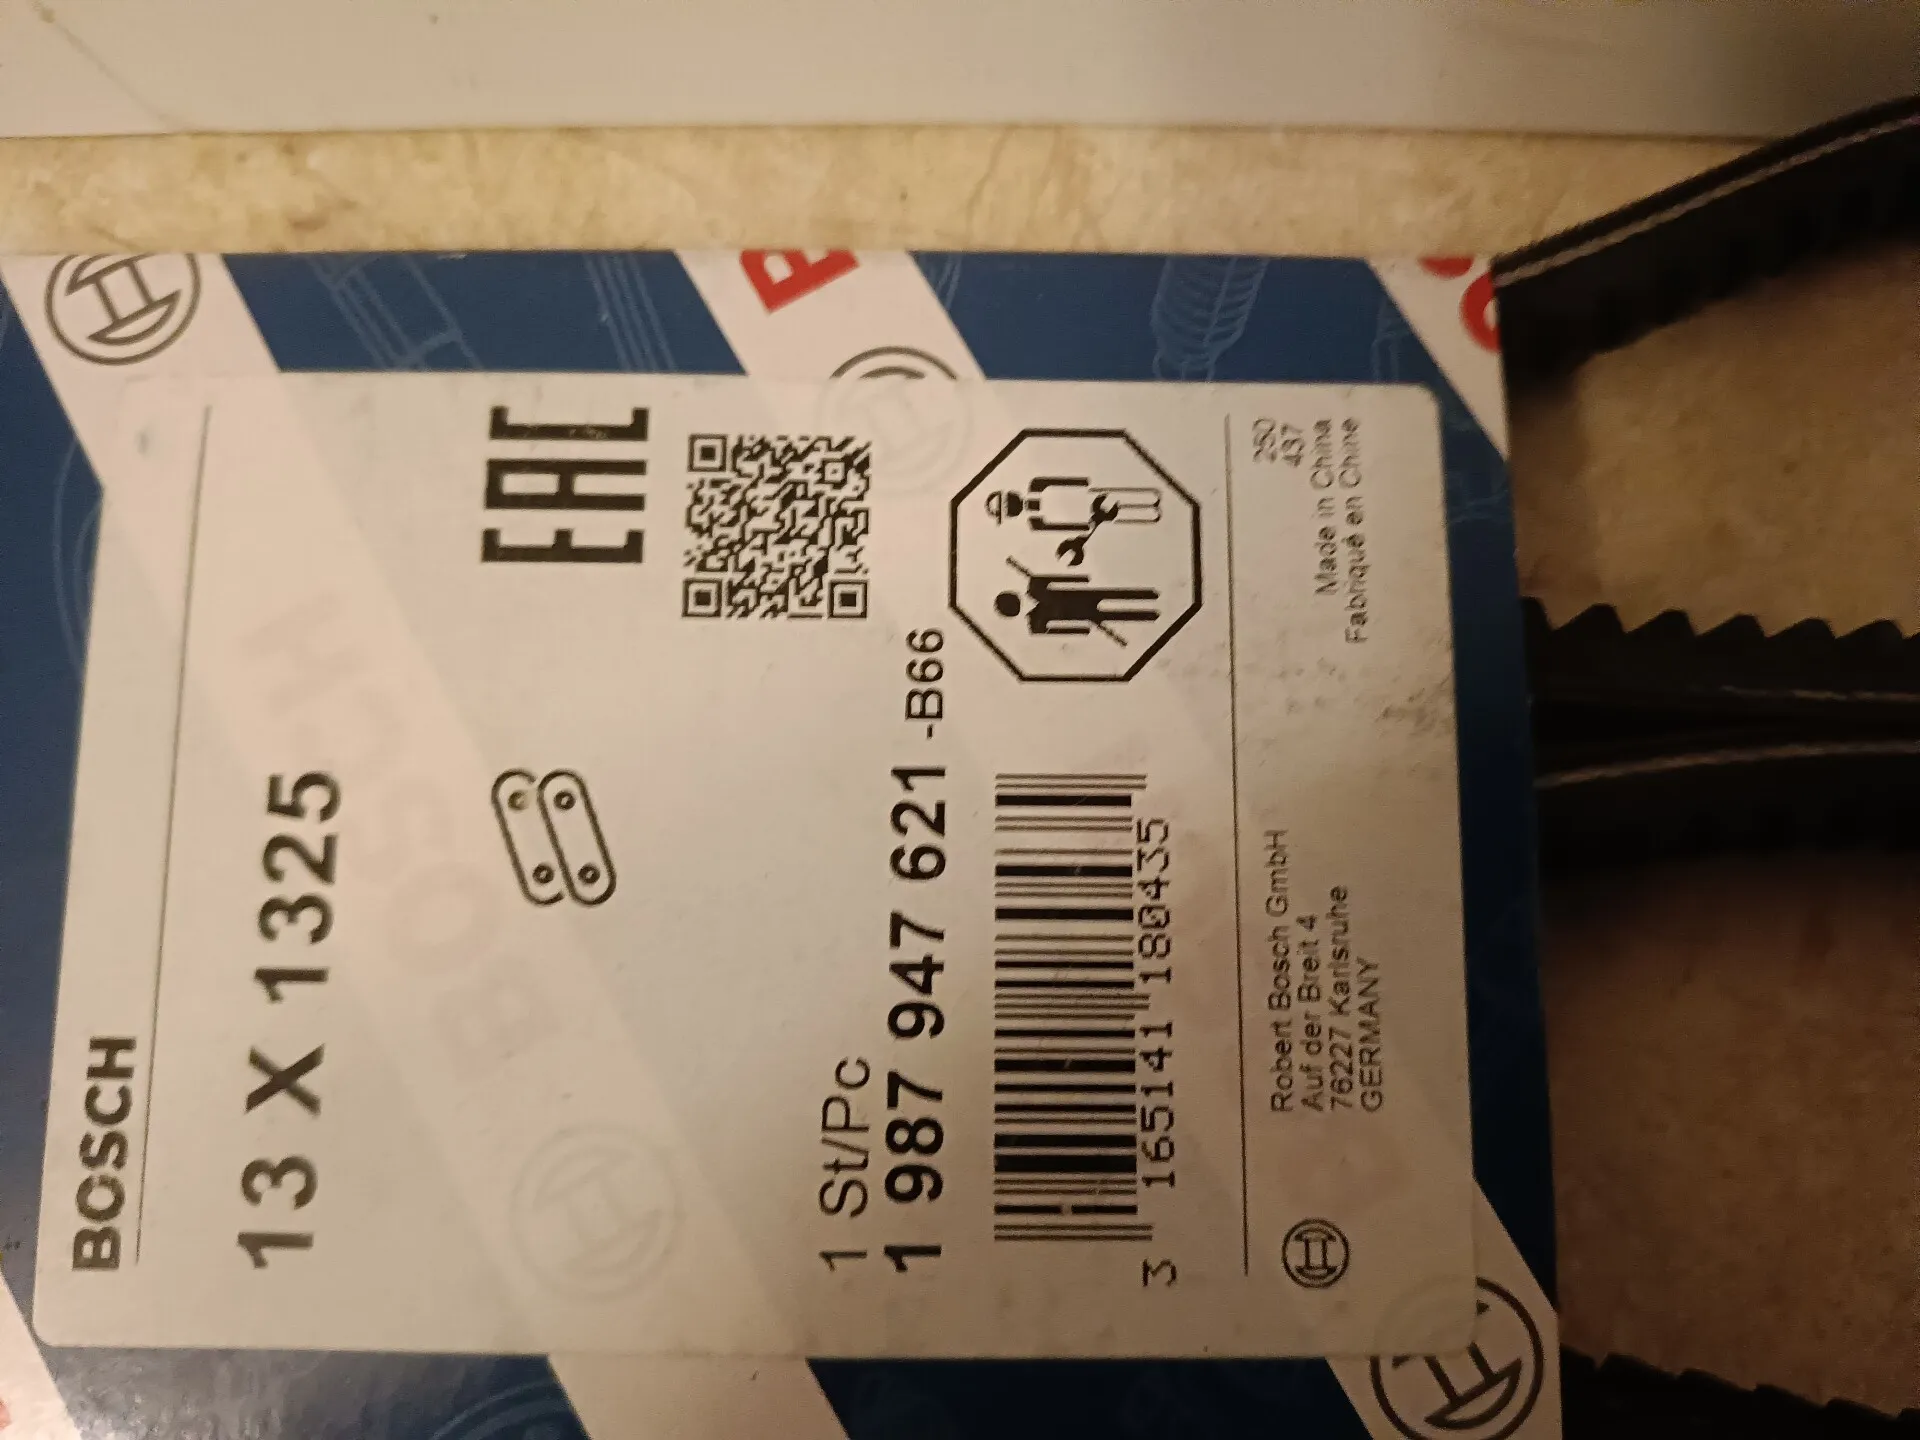 BOSCH
13 X 1325
EAC
1 St/Pc
1 987 947 621 -B66
3 165141 180435
250
437
Made in China
Fabriqué en Chine
Robert Bosch GmbH
Auf der Breit 4
76227 Karlsruhe
GERMANY